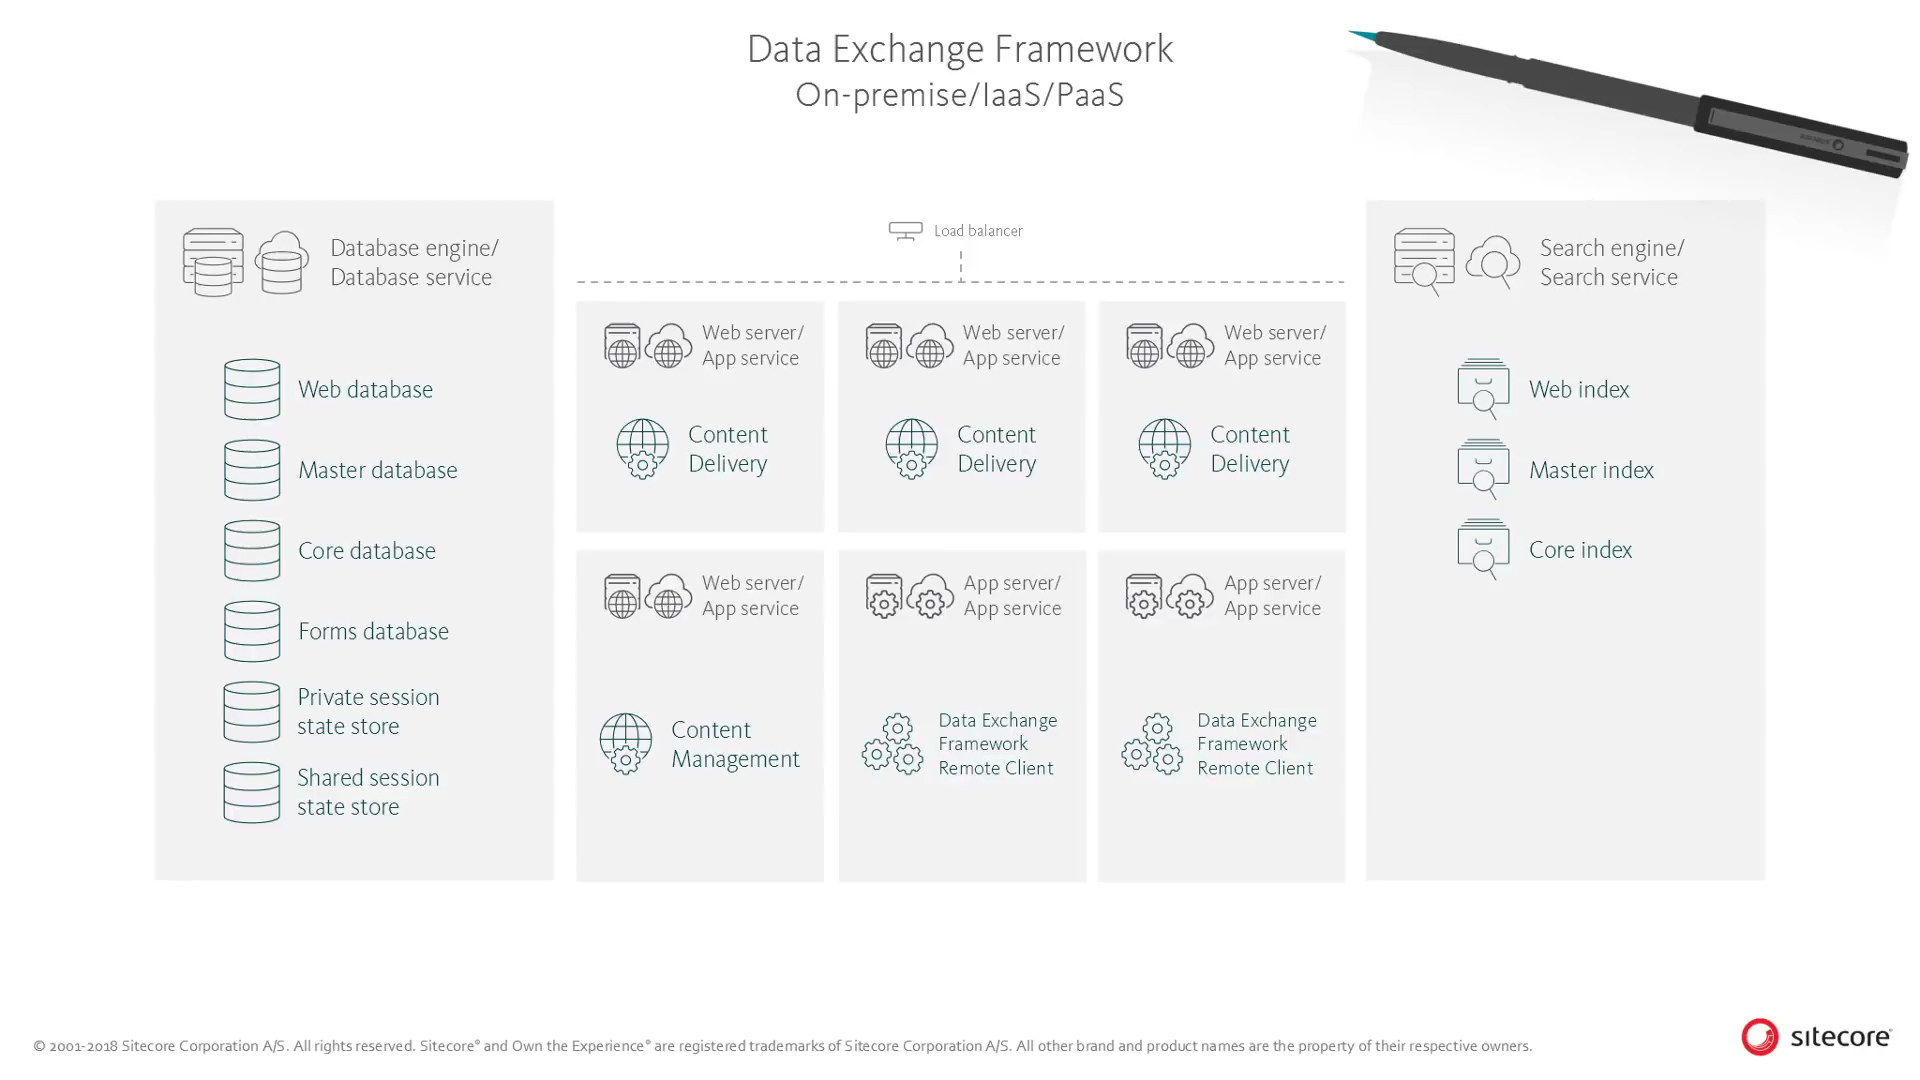 Data Exchange Framework
On-premise/IaaS/PaaS
Database engine/
Database service
Web database
Master database
Core database
Forms database
Private session
state store
Shared session
state store
Load balancer
Web server/
App service
Content
Delivery
Web server/
App service
Content
Delivery
Web server/
App service
Content
Delivery
Web server/
App service
Content
Management
App server/
App service
Data Exchange
Framework
Remote Client
App server/
App service
Data Exchange
Framework
Remote Client
Search engine/
Search service
Web index
Master index
Core index
© 2001-2018 Sitecore Corporation A/S. All rights reserved. Sitecore® and Own the Experience® are registered trademarks of Sitecore Corporation A/S. All other brand and product names are the property of their respective owners.
sitecore